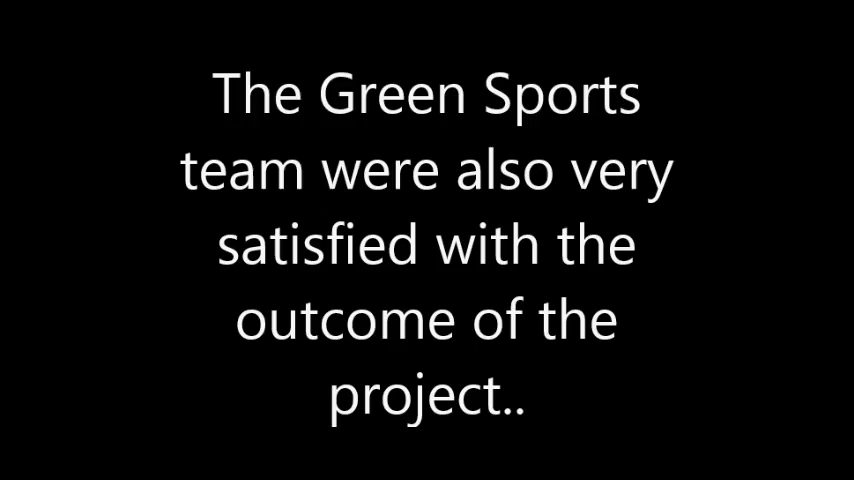 The Green Sports
team were also very
satisfied with the
outcome of the
project..